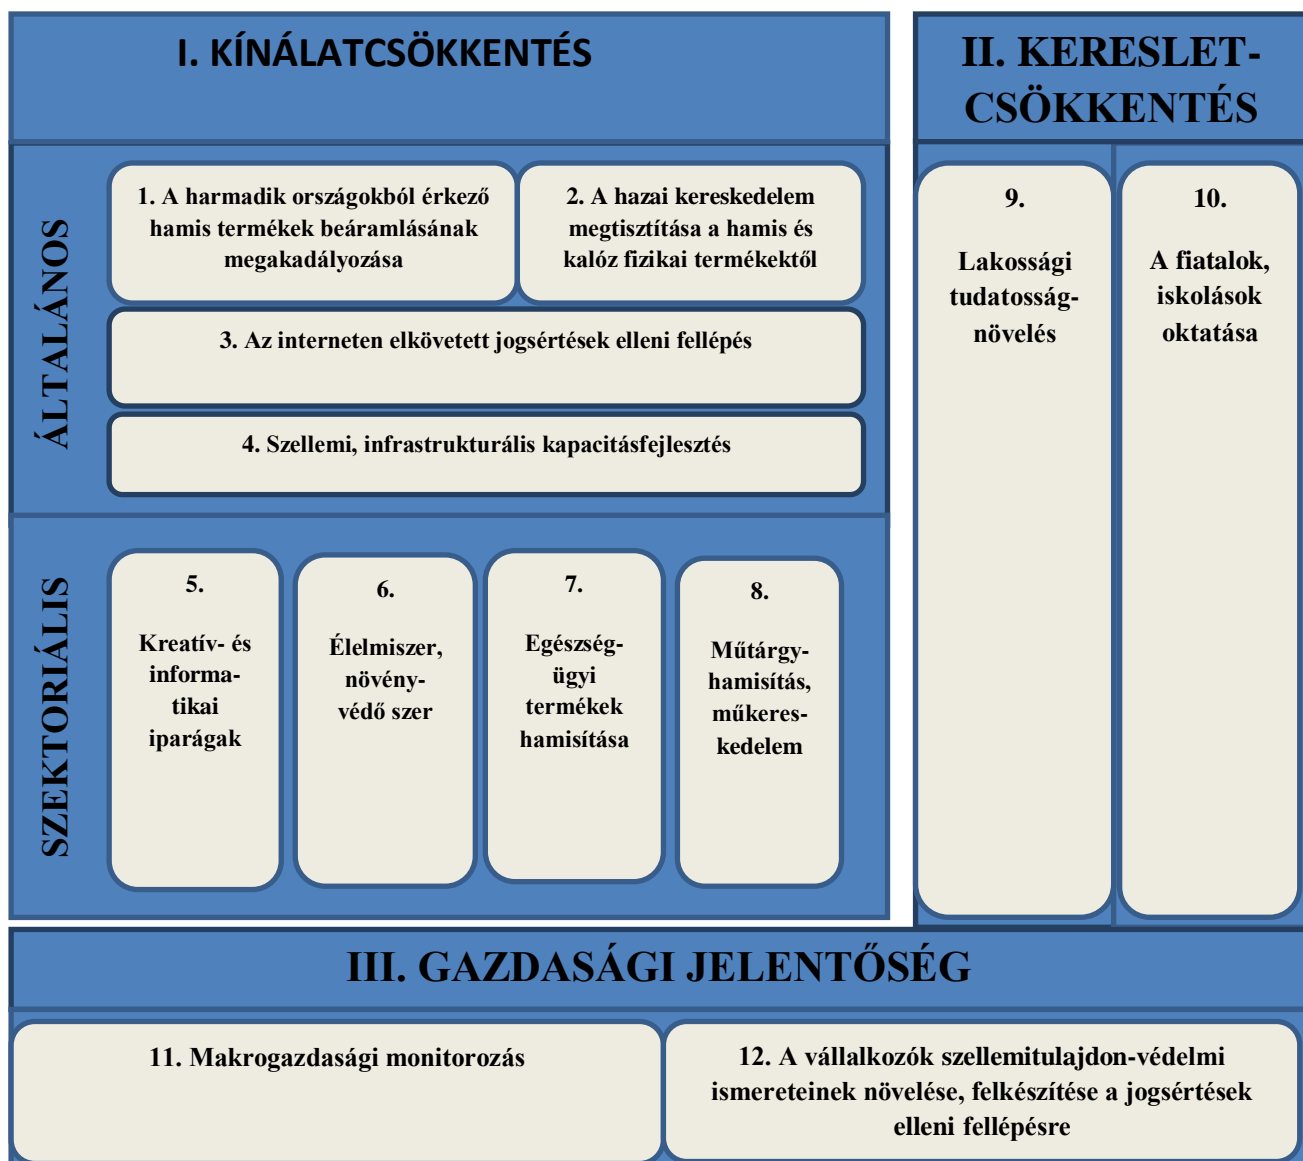 I. KÍNÁLATCSÖKKENTÉS
ÁLTALÁNOS
1. A harmadik országokból érkező
hamis termékek beáramlásának
megakadályozása
2. A hazai kereskedelem
megtisztítása a hamis és
kalóz fizikai termékektől
3. Az interneten elkövetett jogsértések elleni fellépés
4. Szellemi, infrastrukturális kapacitásfejlesztés
SZEKTORIÁLIS
5.
Kreatív- és
informa-
tikai
iparágak
6.
Élelmiszer,
növény-
védő szer
7.
Egészség-
ügyi
termékek
hamisítása
8.
Műtárgy-
hamisítás,
műkeres-
kedelem
II. KERESLET-
CSÖKKENTÉS
9.
Lakossági
tudatosság-
növelés
10.
A fiatalok,
iskolások
oktatása
III. GAZDASÁGI JELENTŐSÉG
11. Makrogazdasági monitorozás
12. A vállalkozók szellemitulajdon-védelmi
ismereteinek növelése, felkészítése a jogsértések
elleni fellépésre